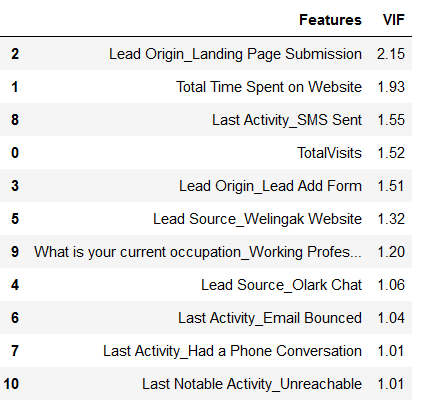 Features VIF
2 Lead Origin_Landing Page Submission 2.15
1 Total Time Spent on Website 1.93
8 Last Activity_SMS Sent 1.55
0 TotalVisits 1.52
3 Lead Origin_Lead Add Form 1.51
5 Lead Source_Welingak Website 1.32
9 What is your current occupation_Working Profes... 1.20
4 Lead Source_Olark Chat 1.06
6 Last Activity_Email Bounced 1.04
7 Last Activity_Had a Phone Conversation 1.01
10 Last Notable Activity_Unreachable 1.01